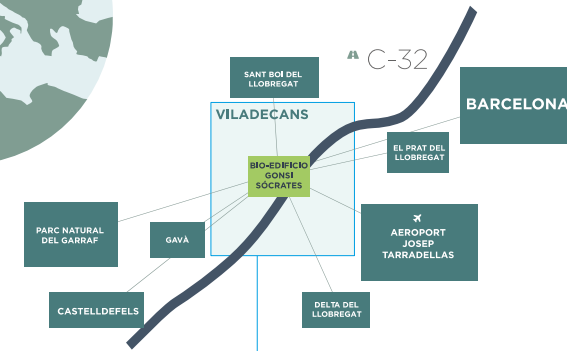 C-32
SANT BOI DEL
LLOBREGAT
BARCELONA
VILADECANS
EL PRAT DEL
LLOBREGAT
BIO-EDIFICIO
GONSI
SÓCRATES
PARC NATURAL
DEL GARRAF
GAVÀ
AEROPORT
JOSEP
TARRADELLAS
CASTELLDEFELS
DELTA DEL
LLOBREGAT